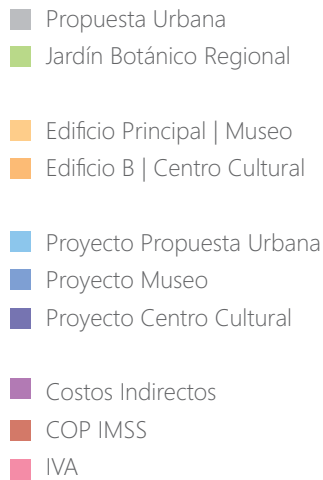 Propuesta Urbana
Jardín Botánico Regional
Edificio Principal | Museo
Edificio B | Centro Cultural
Proyecto Propuesta Urbana
Proyecto Museo
Proyecto Centro Cultural
Costos Indirectos
COP IMSS
IVA